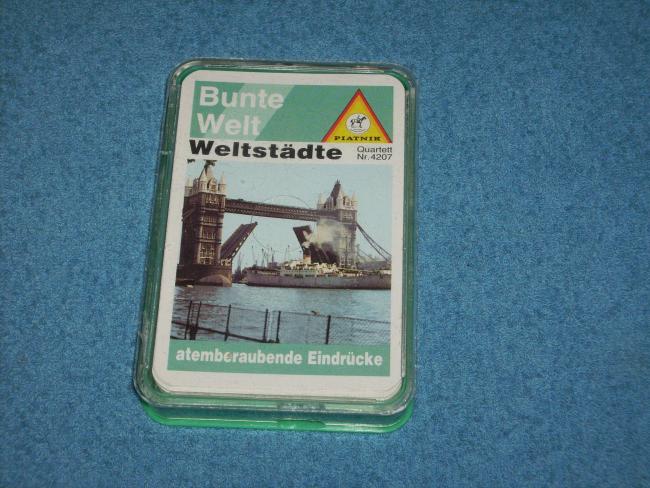 Bunte
Welt
PIATNIK
Weltstädte
Quartett
Nr. 4207
atemberaubende Eindrücke